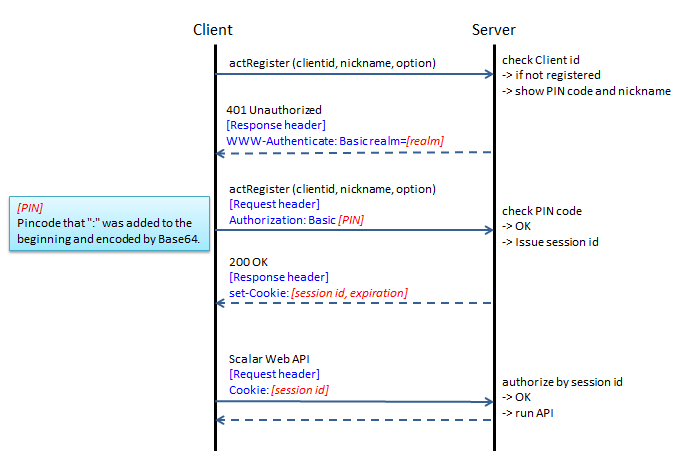 Client
Server
actRegister (clientid, nickname, option)
check Client id
-> if not registered
-> show PIN code and nickname
401 Unauthorized
[Response header]
WWW-Authenticate: Basic realm=[realm]
actRegister (clientid, nickname, option)
[Request header]
Authorization: Basic [PIN]
[PIN]
Pincode that ":" was added to the
beginning and encoded by Base64.
check PIN code
-> OK
-> Issue session id
200 OK
[Response header]
set-Cookie: [session id, expiration]
Scalar Web API
[Request header]
Cookie: [session id]
authorize by session id
-> OK
-> run API